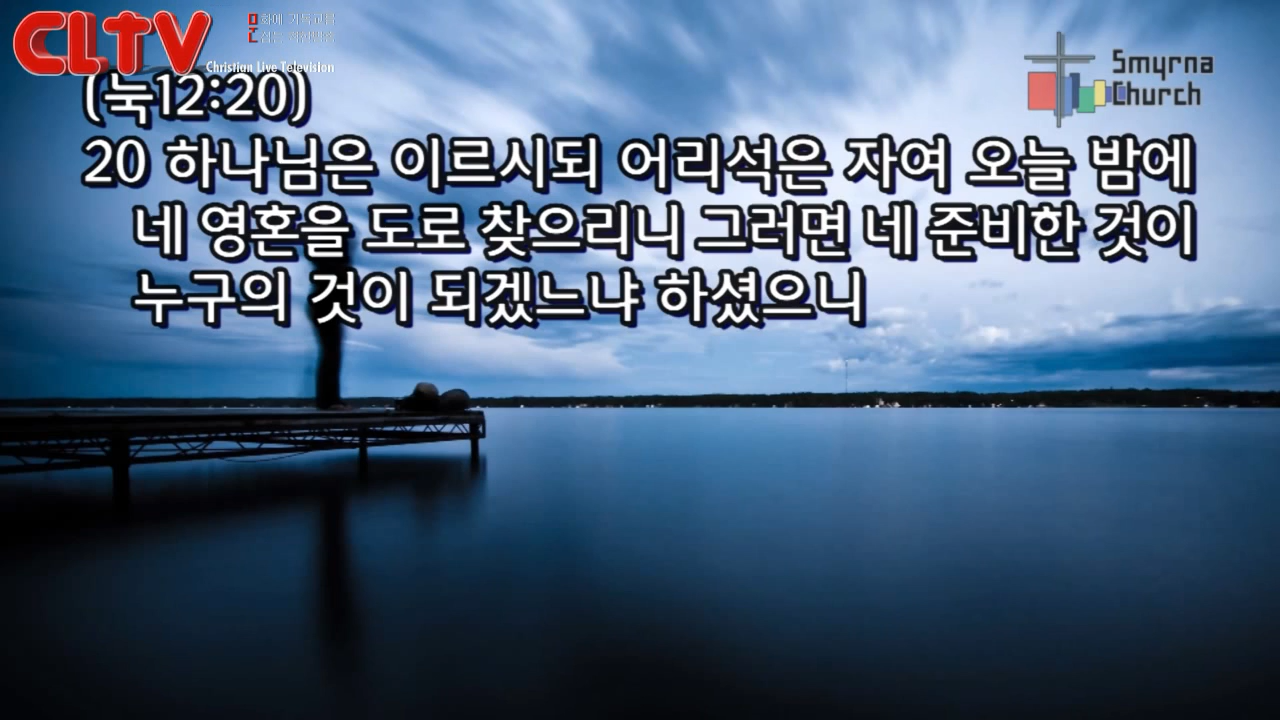 CLTV
Christian Live Television
Smyrna
Church
(눅12:20)
20 하나님은 이르시되 어리석은 자여 오늘 밤에
네 영혼을 도로 찾으리니 그러면 네 준비한 것이
누구의 것이 되겠느냐 하셨으니